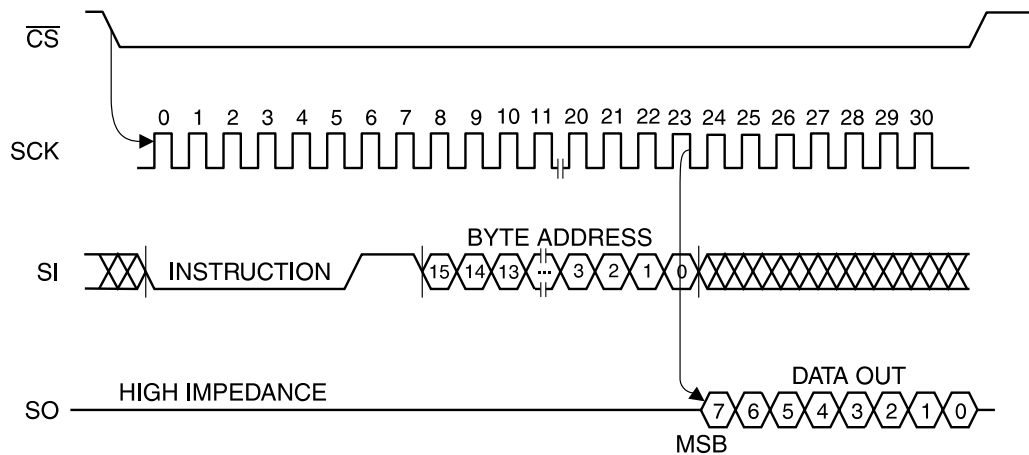 CS
0 1 2 3 4 5 6 7 8 9 10 11 20 21 22 23 24 25 26 27 28 29 30
SCK
BYTE ADDRESS
SI INSTRUCTION 15 14 13 ... 3 2 1 0
HIGH IMPEDANCE DATA OUT
SO 7 6 5 4 3 2 1 0
MSB